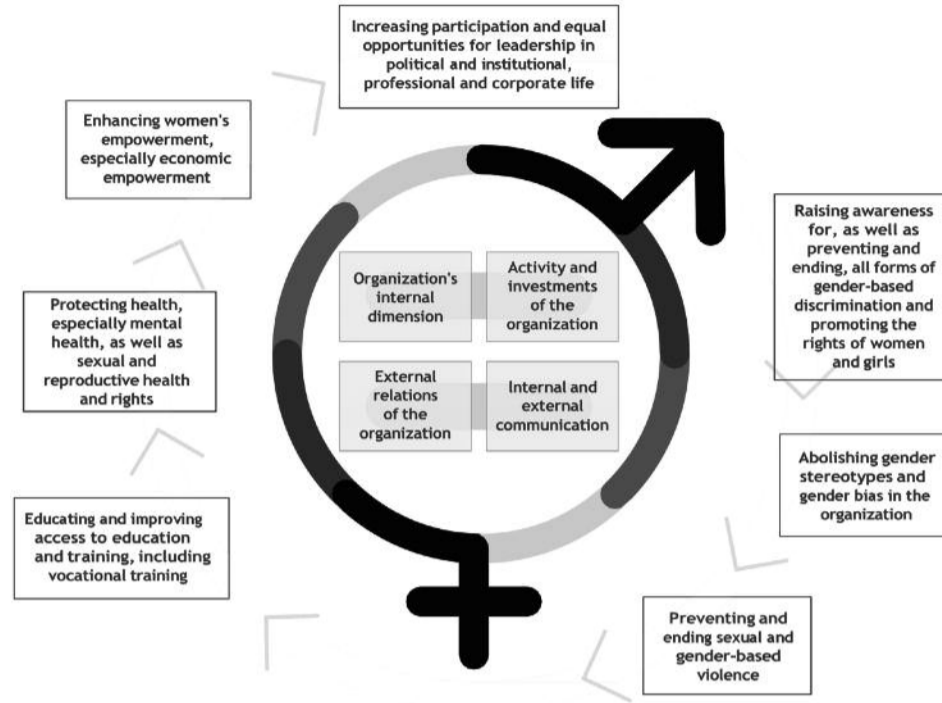 Increasing participation and equal
opportunities for leadership in
political and institutional,
professional and corporate life
Enhancing women's
empowerment,
especially economic
empowerment
Raising awareness
for, as well as
preventing and
ending, all forms of
gender-based
discrimination and
promoting the
rights of women
and girls
Organization's
internal
dimension
Activity and
investments
of the
organization
Protecting health,
especially mental
health, as well as
sexual and
reproductive health
and rights
External
relations
of the
organization
Internal and
external
communication
Abolishing gender
stereotypes and
gender bias in the
organization
Educating and improving
access to education
and training, including
vocational training
Preventing and
ending sexual and
gender-based
violence